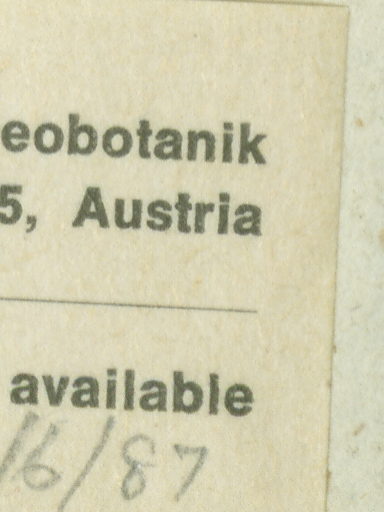 eobotanik
5, Austria
available
16/87